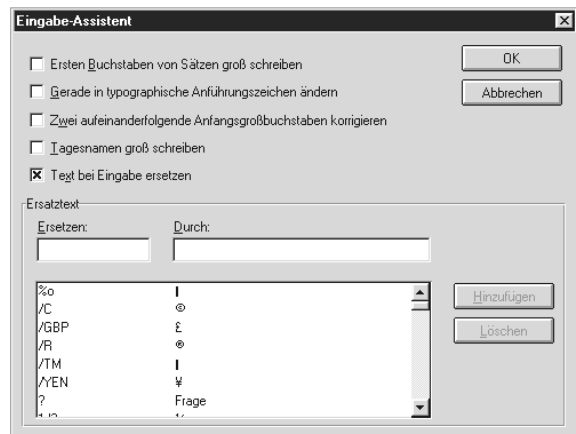 Eingabe-Assistent
Ersten Buchstaben von Sätzen groß schreiben
OK
Gerade in typographische Anführungszeichen ändern
Abbrechen
Zwei aufeinanderfolgende Anfangsgroßbuchstaben korrigieren
Tagesnamen groß schreiben
Text bei Eingabe ersetzen
Ersatztext
Ersetzen: Durch:
%o
/C ©
Hinzufügen
/GBP £
/R ®
Löschen
/TM
/YEN ¥
? Frage